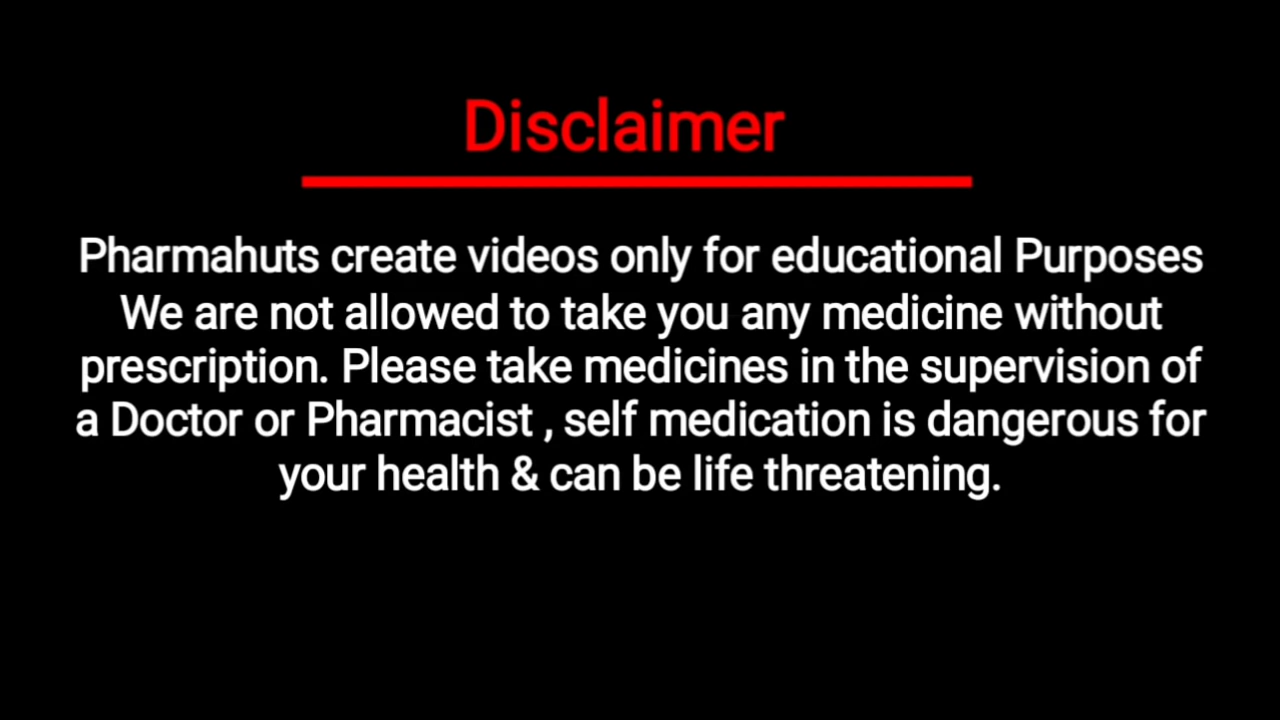 Disclaimer
Pharmahuts create videos only for educational Purposes
We are not allowed to take you any medicine without
prescription. Please take medicines in the supervision of
a Doctor or Pharmacist , self medication is dangerous for
your health & can be life threatening.